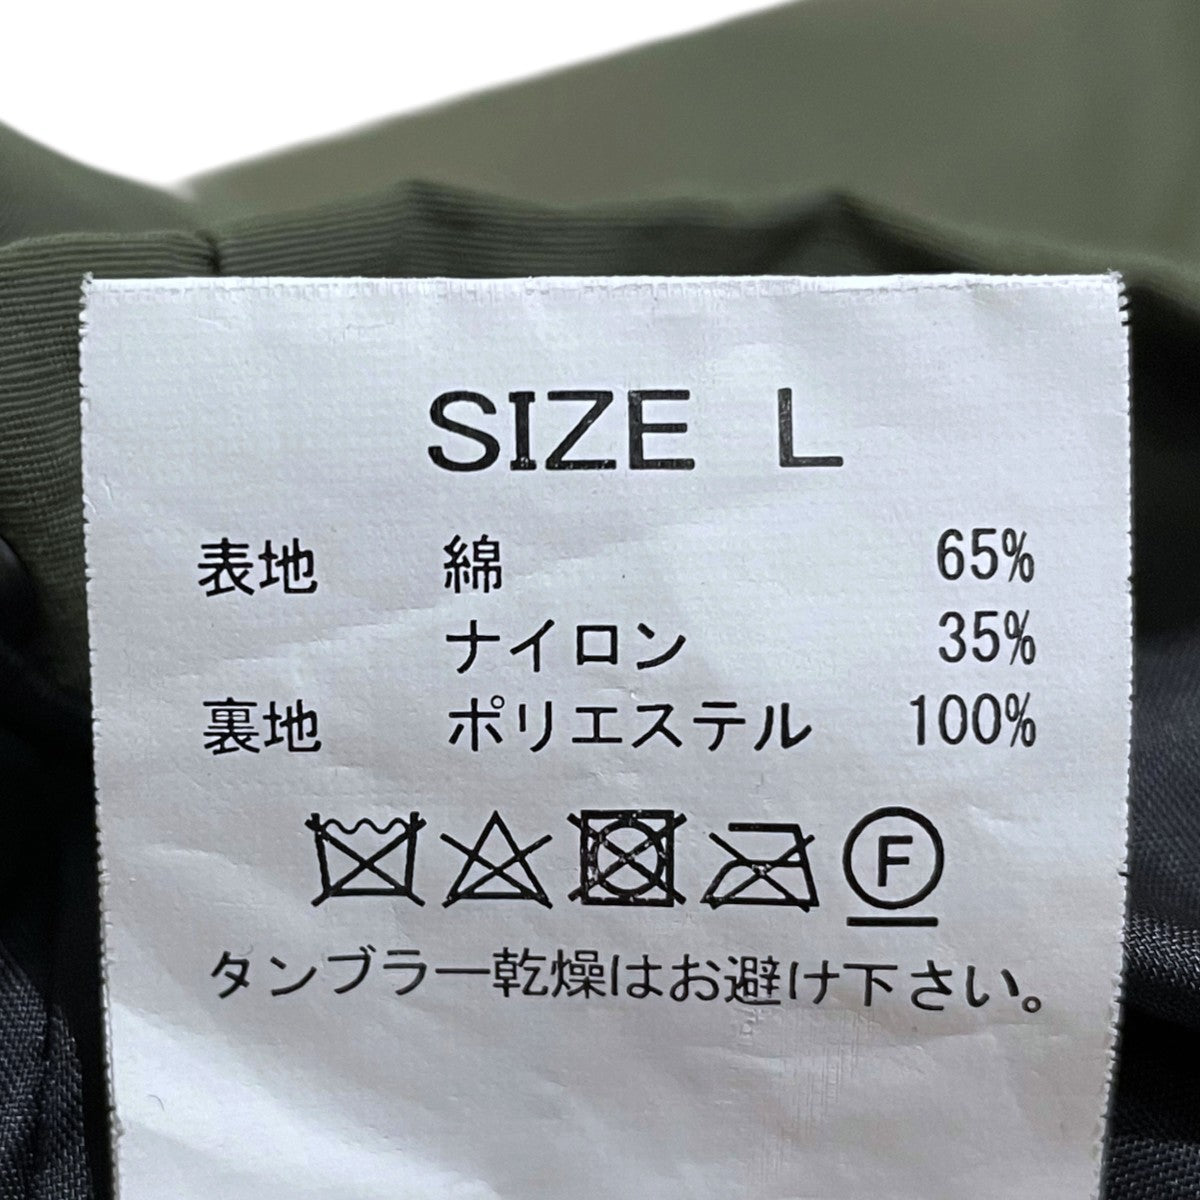 SIZE L
表地 綿 65%
ナイロン 35%
裏地 ポリエステル 100%
F
タンブラー乾燥はお避け下さい。